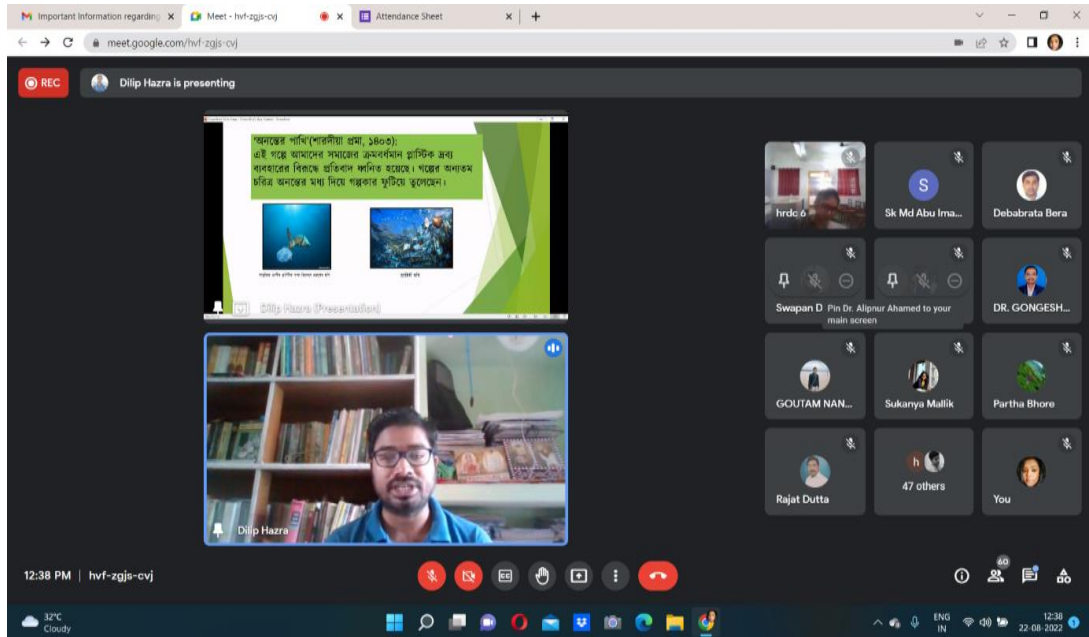 Important Information regarding
Meet - hvf-zgjs-cvj
Attendance Sheet
meet.google.com/hvf-zgjs-cvj
REC
Dilip Hazra is presenting
'অনন্তের পাখি'(শারদীয়া প্রমা, ১৪০৩):
এই গল্পে আমাদের সমাজের ক্রমবর্ধমান প্লাস্টিক দ্রব্য
ব্যবহারের বিরুদ্ধে প্রতিবাদ ধ্বনিত হয়েছে। গল্পের অন্যতম
চরিত্র অনন্তের মধ্য দিয়ে গল্পকার ফুটিয়ে তুলেছেন।
Dilip Hazra (Presentation)
Dilip Hazra
hrdc 6
Sk Md Abu Ima...
Debabrata Bera
Swapan D
Pin Dr. Alipnur Ahamed to your
main screen
DR. GONGESH...
GOUTAM NAN...
Sukanya Mallik
Partha Bhore
Rajat Dutta
47 others
You
12:38 PM | hvf-zgjs-cvj
60
32°C
Cloudy
ENG
IN
12:38
22-08-2022